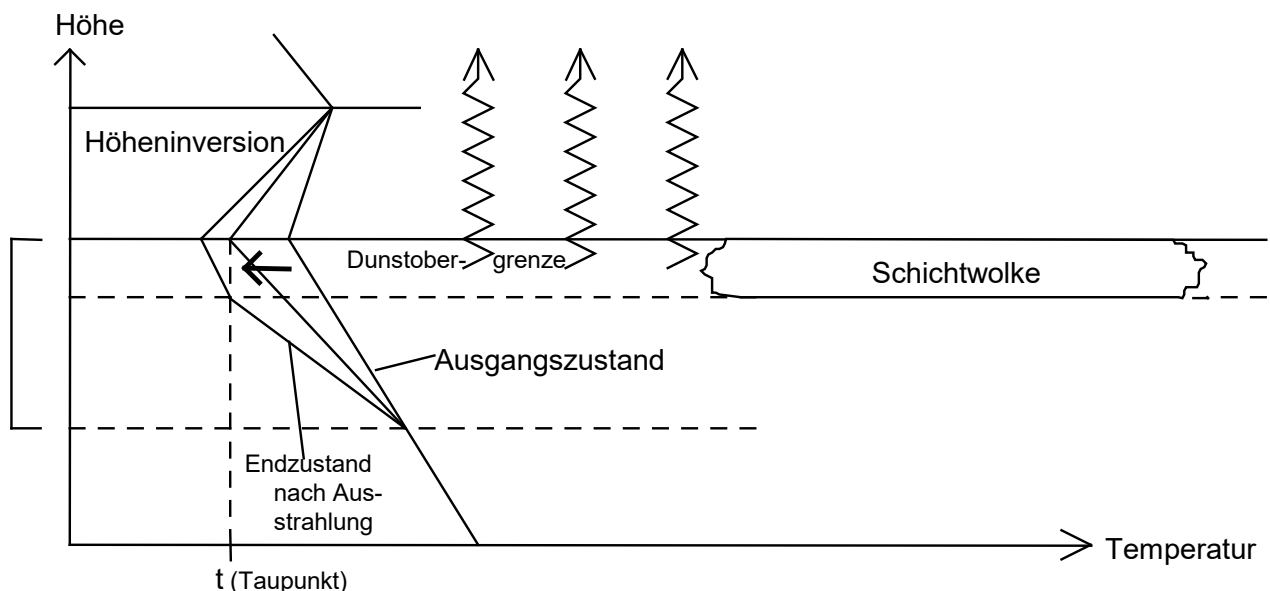 Höhe
Höheninversion
Dunstober- grenze
Schichtwolke
Ausgangszustand
Endzustand
nach Aus-
strahlung
Temperatur
t (Taupunkt)